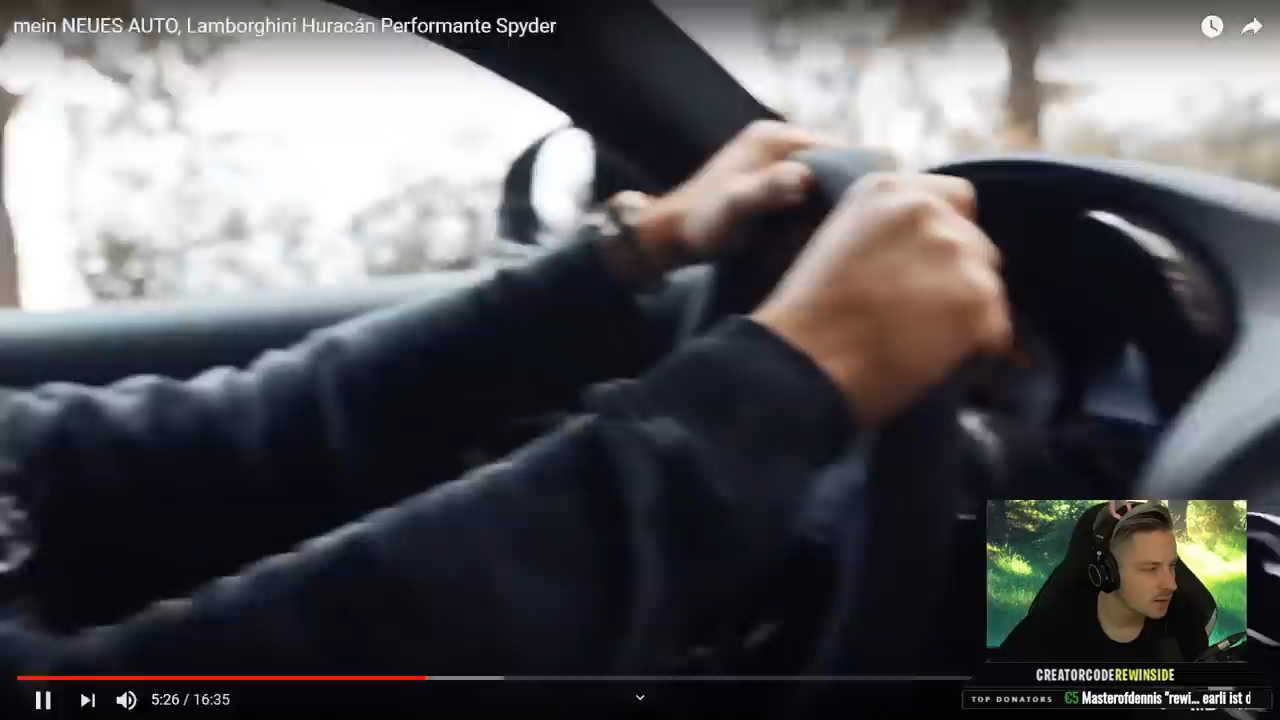 mein NEUES AUTO, Lamborghini Huracán Performante Spyder
CREATORCODEREWINSIDE
TOP DONATORS €5 Masterofdennis "rewi... earli ist d
5:26 / 16:35